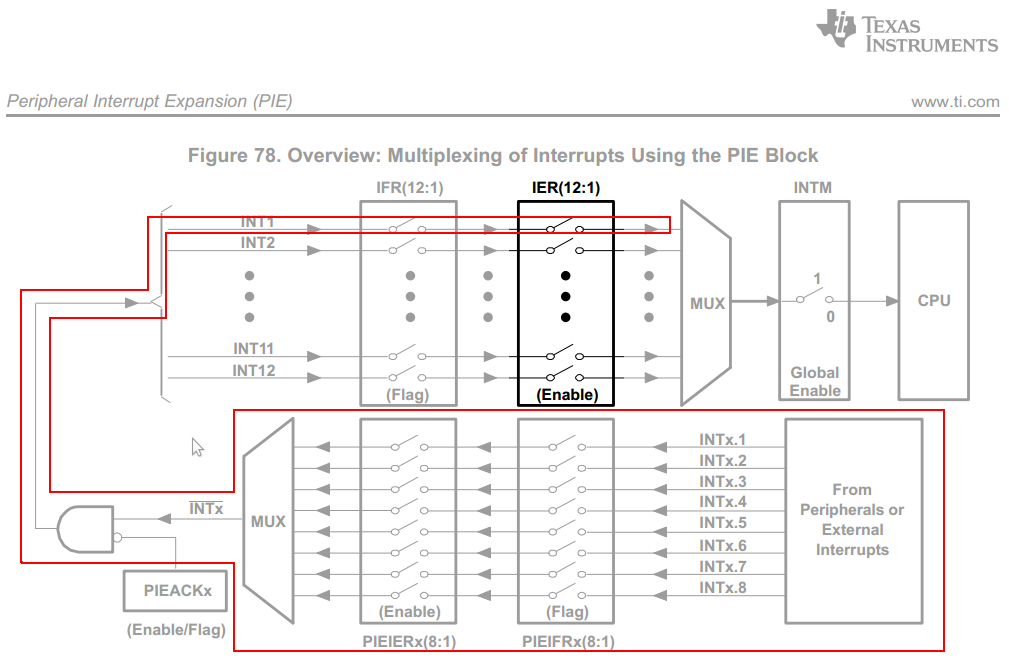 TEXAS
INSTRUMENTS
Peripheral Interrupt Expansion (PIE)
www.ti.com
Figure 78. Overview: Multiplexing of Interrupts Using the PIE Block
IFR(12:1)
IER(12:1)
INTM
INT1
INT2
1
MUX
0
CPU
INT11
INT12
Global
Enable
(Flag)
(Enable)
INTx.1
INTx.2
INTx.3
INTx.4
INTx.5
INTx.6
INTx.7
INTx.8
From
Peripherals or
External
Interrupts
INTx
MUX
PIEACKx
(Enable/Flag)
(Enable)
(Flag)
PIEIERx(8:1)
PIEIFRx(8:1)